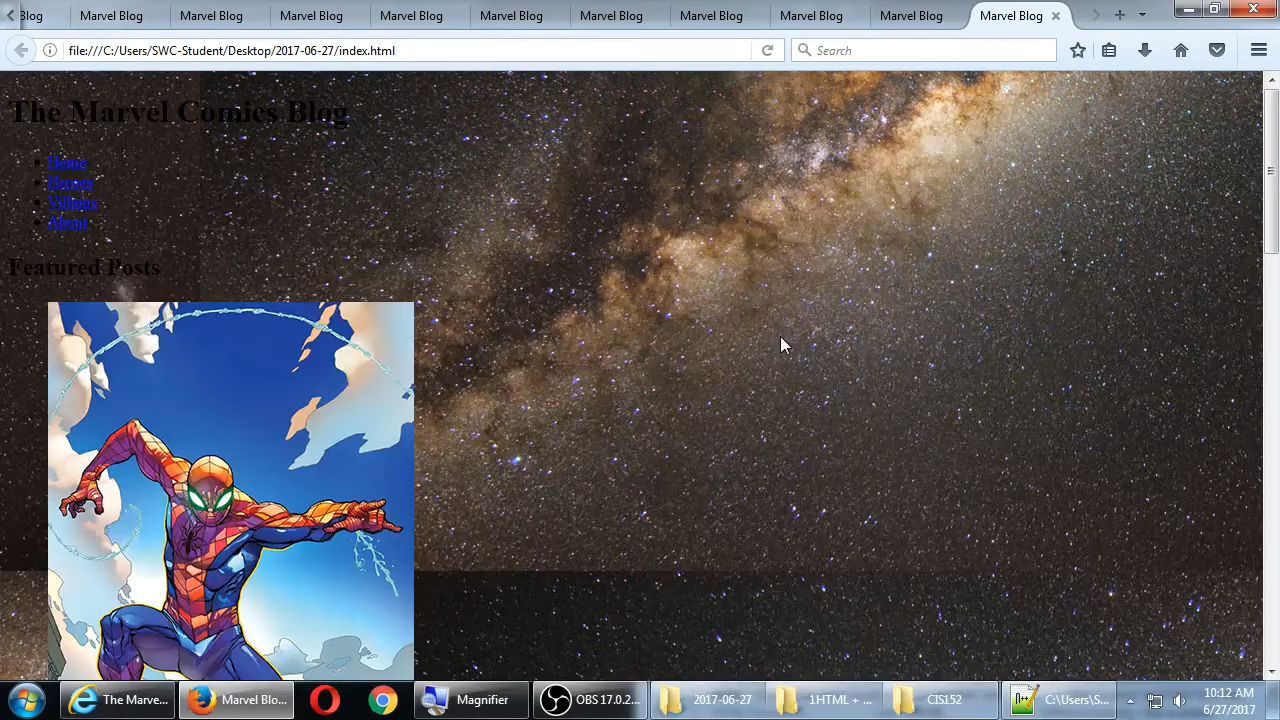 Blog Marvel Blog Marvel Blog Marvel Blog Marvel Blog Marvel Blog Marvel Blog Marvel Blog Marvel Blog Marvel Blog Marvel Blog
file:///C:/Users/SWC-Student/Desktop/2017-06-27/index.html
Search
The Marvel Comics Blog
Home
Heroes
Villains
About
Featured Posts
The Marve...
Marvel Blo...
Magnifier
OBS 17.0.2...
2017-06-27
1HTML + ...
CIS152
C:\Users\S...
10:12 AM
6/27/2017